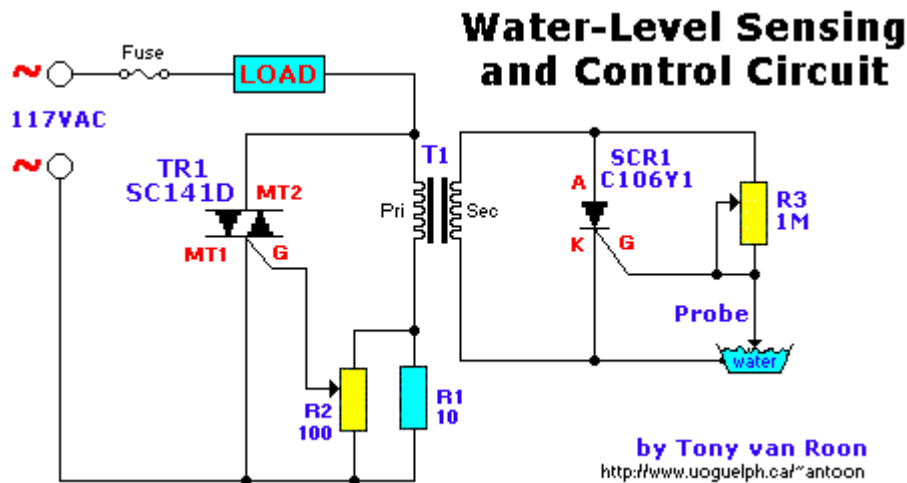 Water-Level Sensing
and Control Circuit
~
Fuse
LOAD
117VAC
~
TR1
SC141D
MT2
MT1
G
T1
Pri
Sec
SCR1
C106Y1
A
K
G
R3
1M
Probe
water
R2
100
R1
10
by Tony van Roon
http://www.uoguelph.ca/~antoon